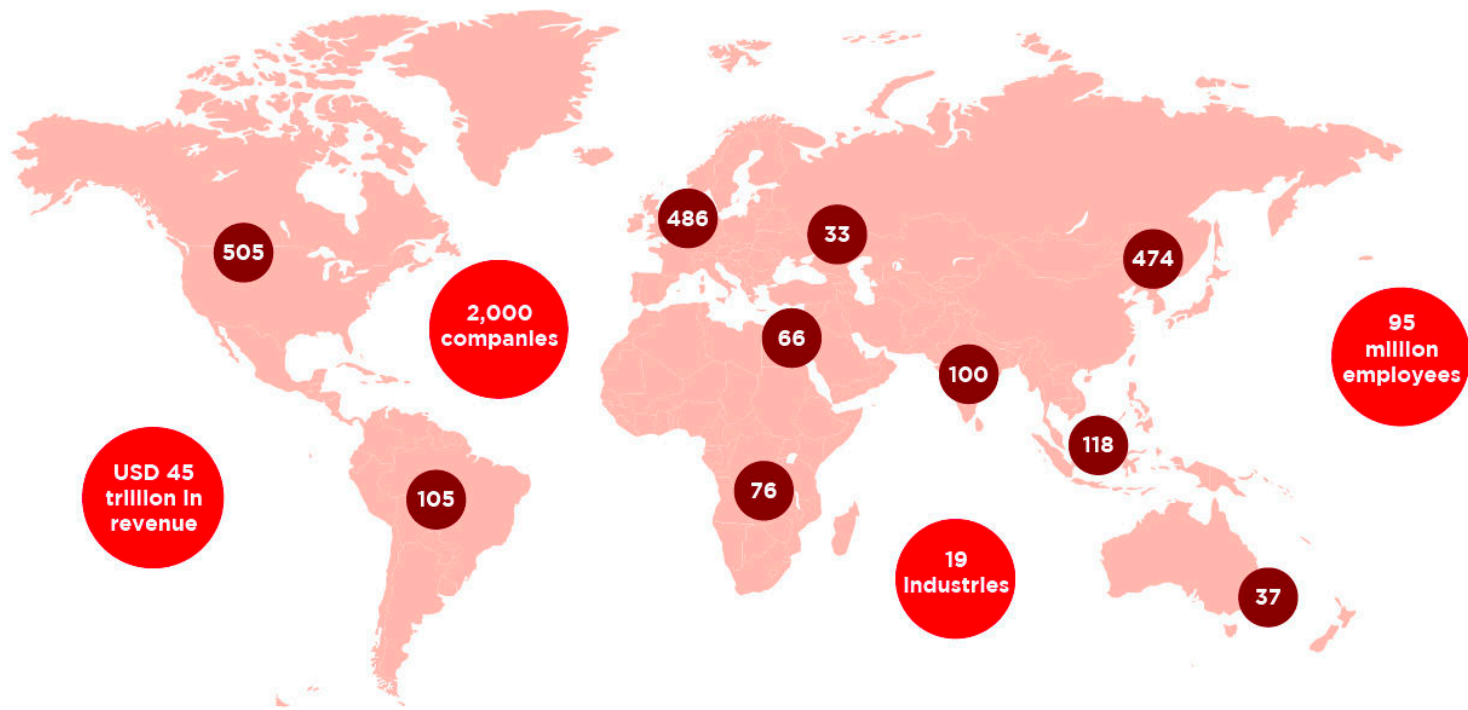 486
33
505
474
2,000
companies
66
95
million
employees
100
118
USD 45
trillion in
revenue
105
76
19
Industries
37